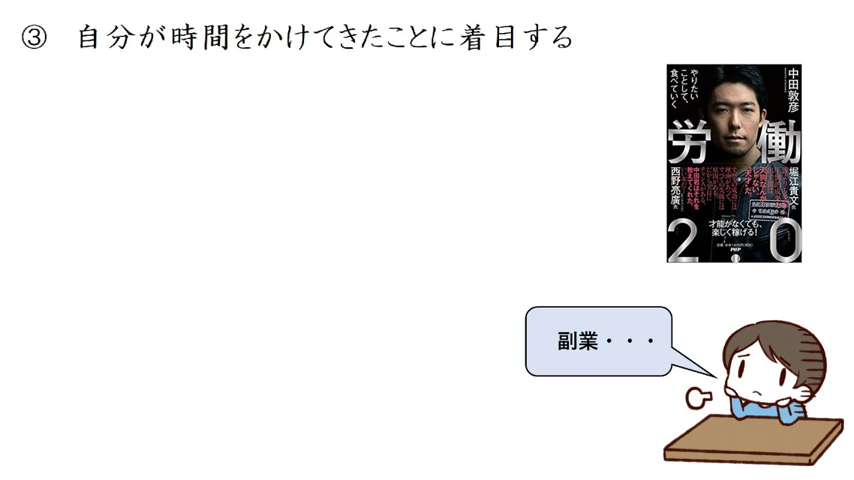 ③ 自分が時間をかけてきたことに着目する
中田敦彦
やりたい
ことして、
食べていく
労働
2.0
堀江貴文氏
西野亮廣氏
才能がなくても、
楽しく稼げる！
PHP
副業・・・